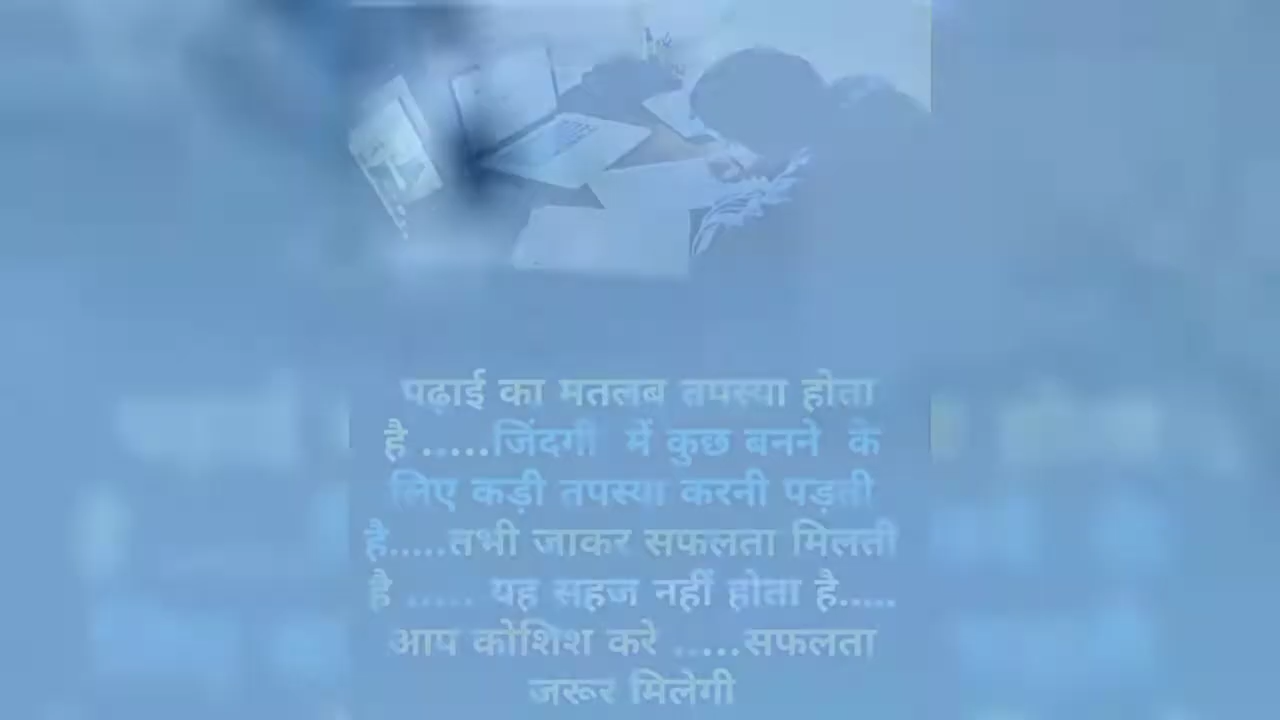 पढ़ाई का मतलब तपस्या होता
है .....जिंदगी में कुछ बनने के
लिए कड़ी तपस्या करनी पड़ती
है.....तभी जाकर सफलता मिलती
है ..... यह सहज नहीं होता है.....
आप कोशिश करे .....सफलता
जरूर मिलेगी